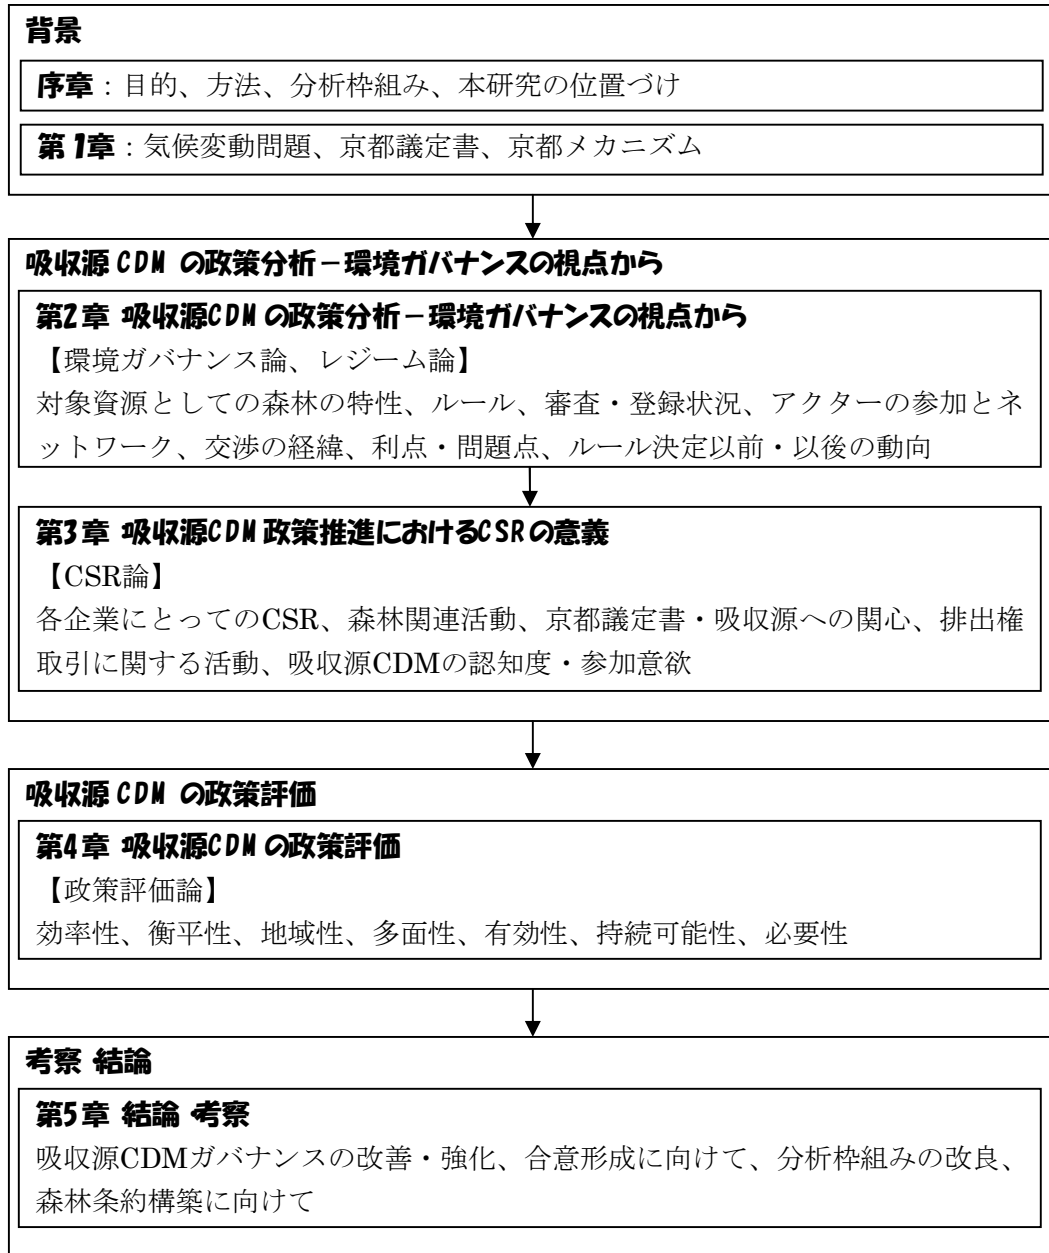 背景
序章：目的、方法、分析枠組み、本研究の位置づけ
第1章：気候変動問題、京都議定書、京都メカニズム
吸収源CDM の政策分析－環境ガバナンスの視点から
第2章 吸収源CDMの政策分析－環境ガバナンスの視点から
【環境ガバナンス論、レジーム論】
対象資源としての森林の特性、ルール、審査・登録状況、アクターの参加とネ
ットワーク、交渉の経緯、利点・問題点、ルール決定以前・以後の動向
第3章 吸収源CDM政策推進におけるCSRの意義
【CSR論】
各企業にとってのCSR、森林関連活動、京都議定書・吸収源への関心、排出権
取引に関する活動、吸収源CDMの認知度・参加意欲
吸収源CDM の政策評価
第4章 吸収源CDMの政策評価
【政策評価論】
効率性、衡平性、地域性、多面性、有効性、持続可能性、必要性
考察・結論
第5章 結論・考察
吸収源CDMガバナンスの改善・強化、合意形成に向けて、分析枠組みの改良、
森林条約構築に向けて